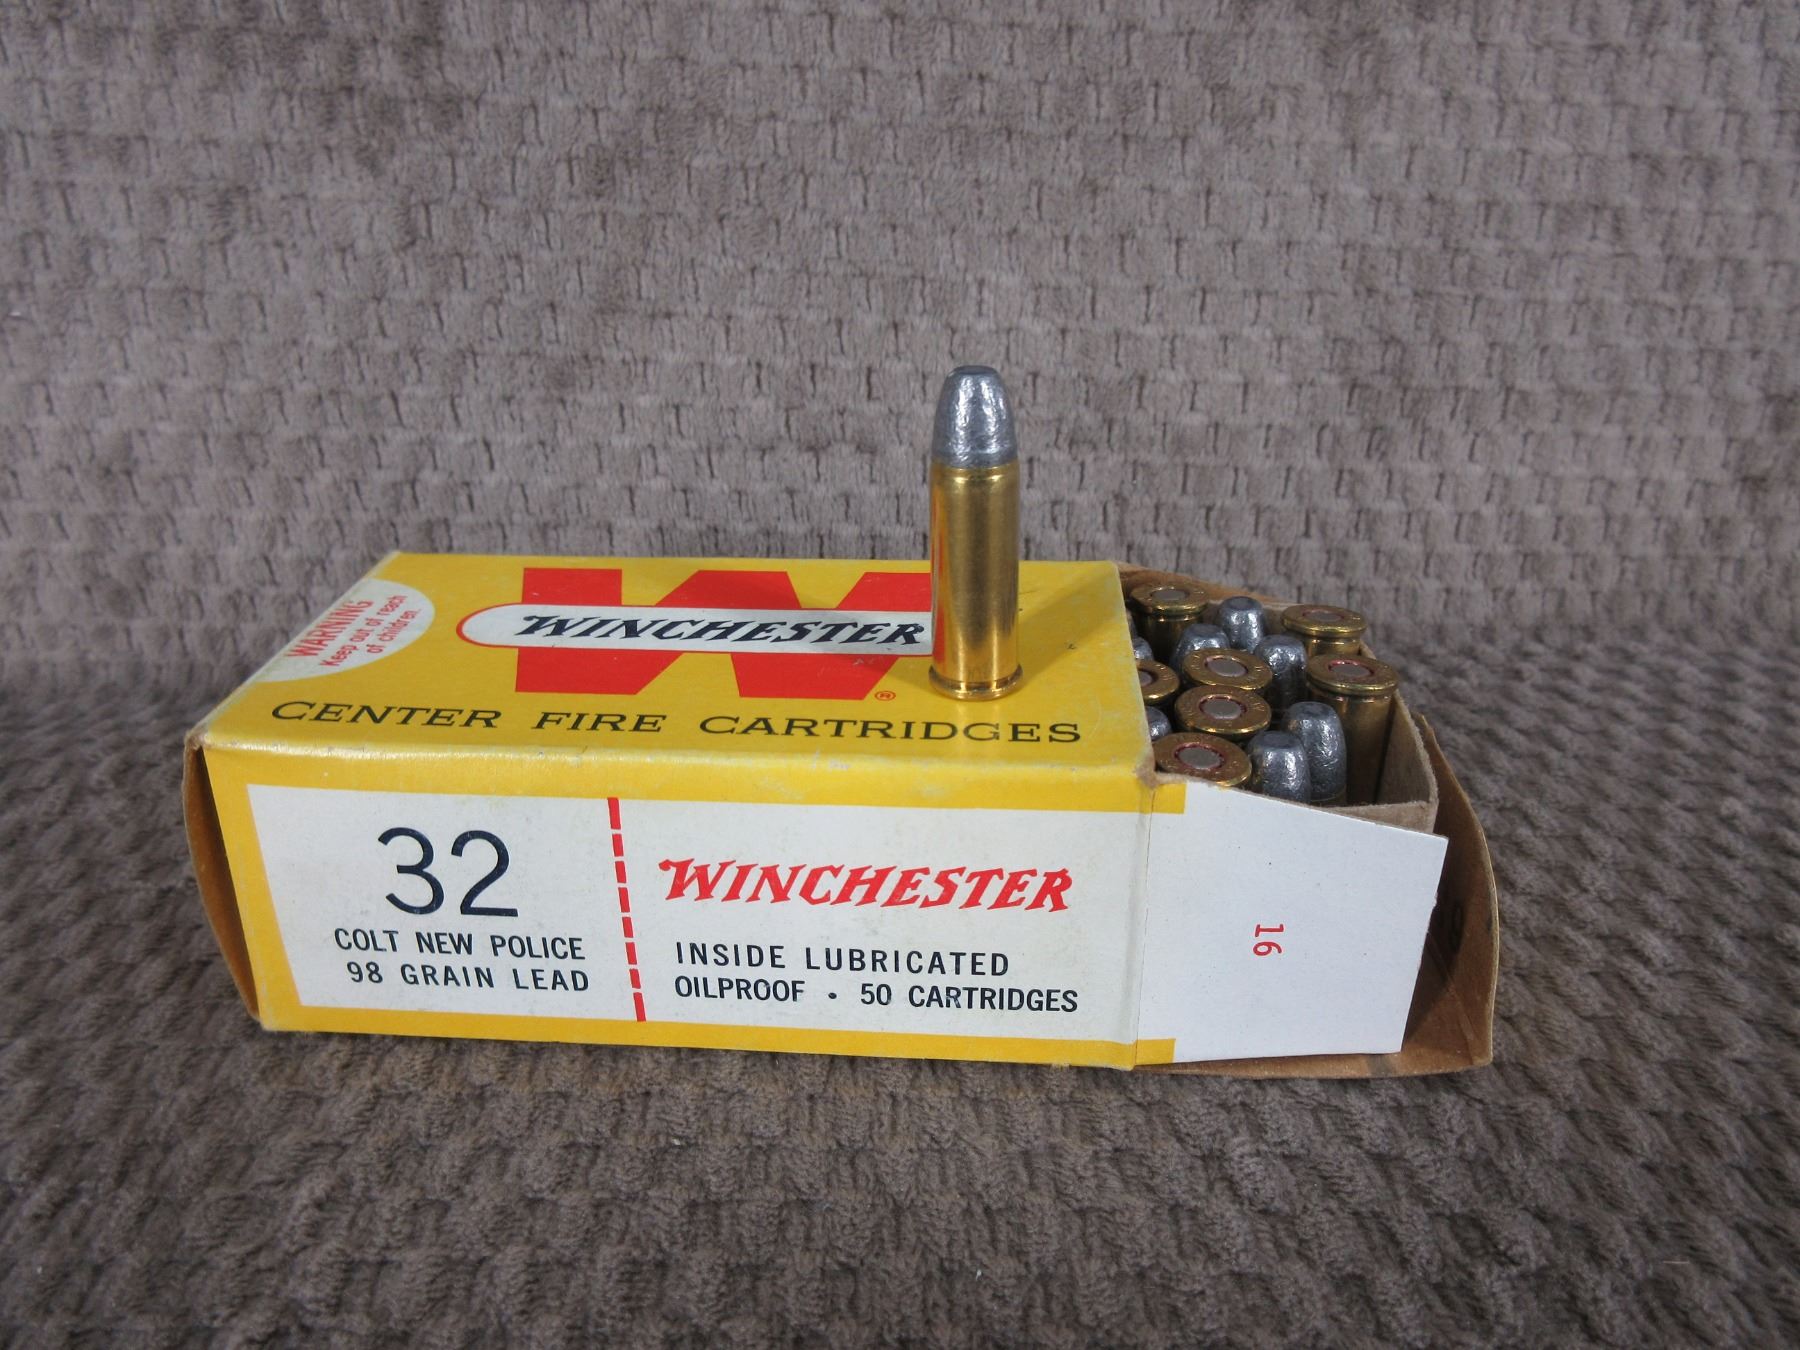 WARNING
Keep out of reach
of children.
WINCHESTER
®
CENTER FIRE CARTRIDGES
32
COLT NEW POLICE
98 GRAIN LEAD
WINCHESTER
INSIDE LUBRICATED
OILPROOF • 50 CARTRIDGES
16